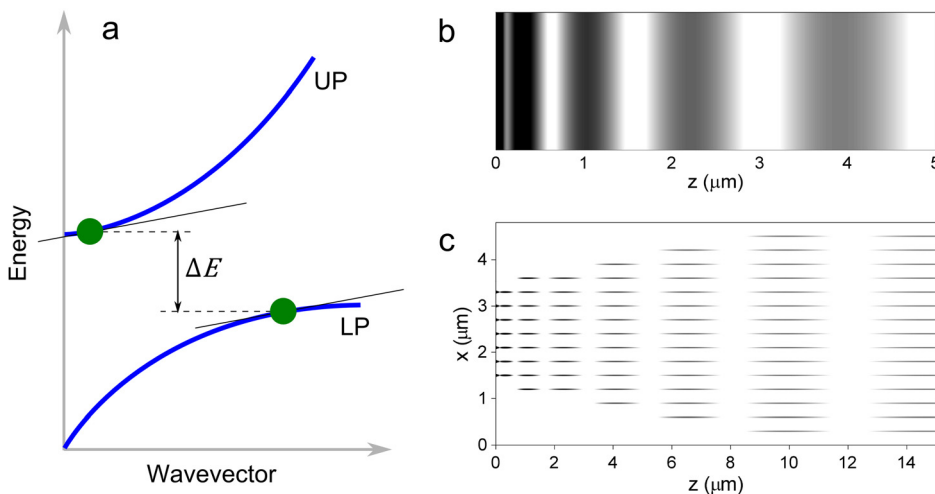 a
UP
Energy
ΔE
LP
Wavevector
b
0 1 2 3 4 5
z (μm)
c
4
3
2
1
0
x (μm)
0 2 4 6 8 10 12 14
z (μm)